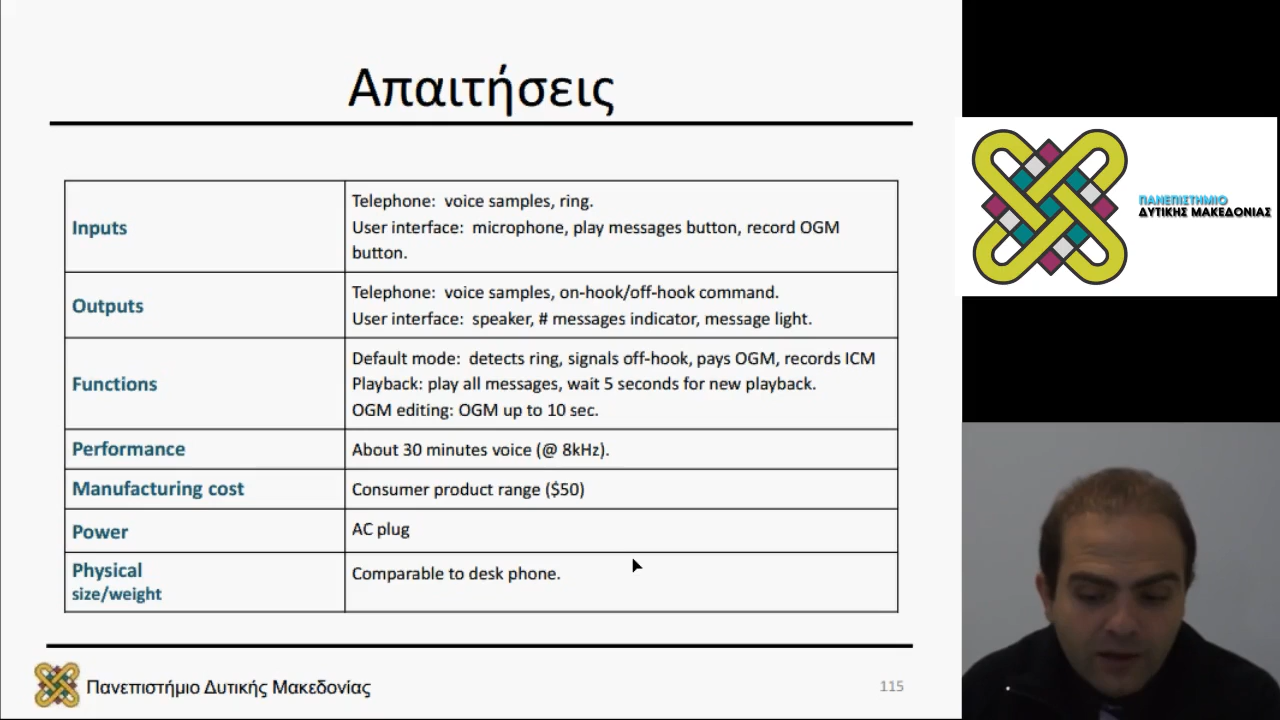 Απαιτήσεις
Inputs
Telephone: voice samples, ring.
User interface: microphone, play messages button, record OGM
button.
Outputs
Telephone: voice samples, on-hook/off-hook command.
User interface: speaker, # messages indicator, message light.
Functions
Default mode: detects ring, signals off-hook, pays OGM, records ICM
Playback: play all messages, wait 5 seconds for new playback.
OGM editing: OGM up to 10 sec.
Performance
About 30 minutes voice (@ 8kHz).
Manufacturing cost
Consumer product range ($50)
Power
AC plug
Physical
size/weight
Comparable to desk phone.
Πανεπιστήμιο Δυτικής Μακεδονίας
115
ΠΑΝΕΠΙΣΤΗΜΙΟ
ΔΥΤΙΚΗΣ ΜΑΚΕΔΟΝΙΑΣ